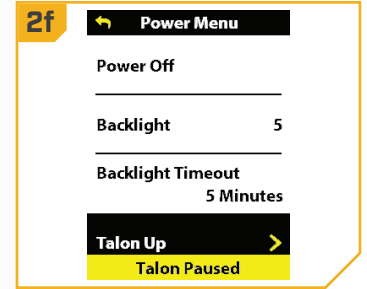 2f
Power Menu
Power Off
Backlight 5
Backlight Timeout
5 Minutes
Talon Up
Talon Paused